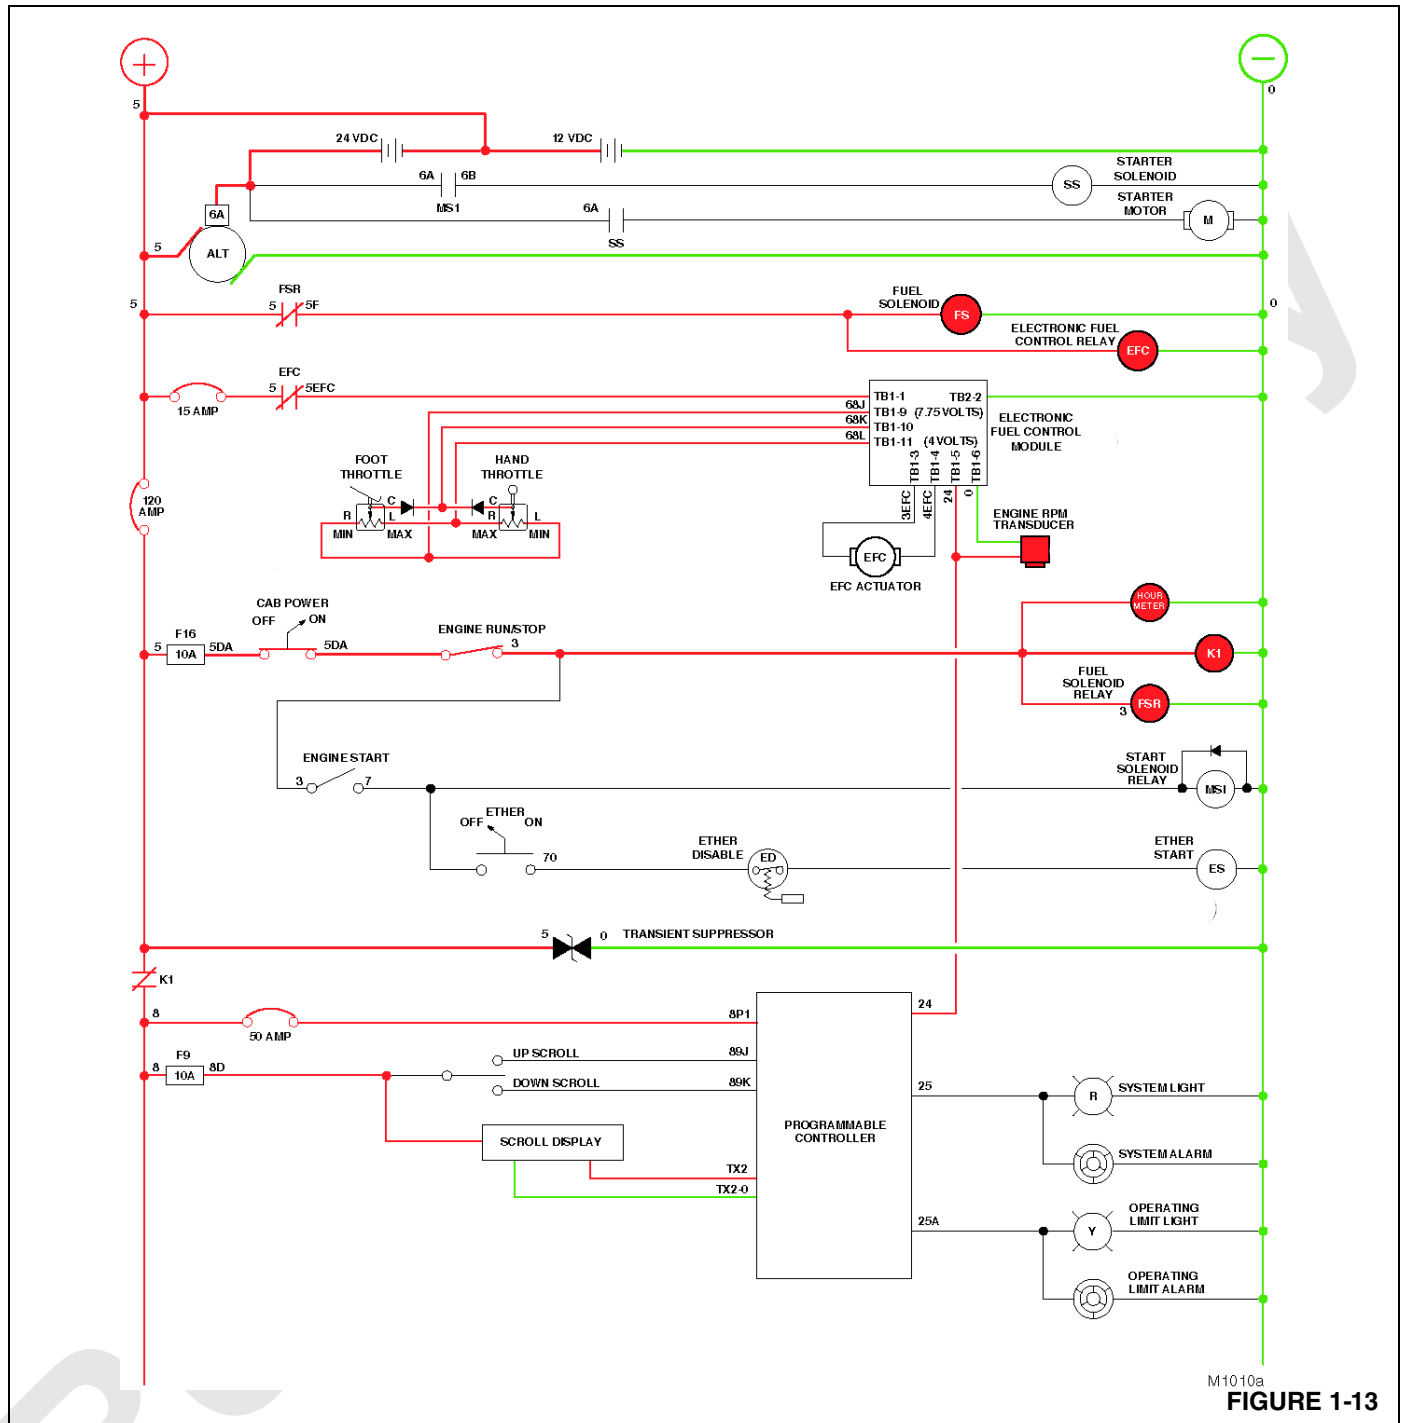 +
−
5
0
24 VDC
12 VDC
6A
6B
MS1
SS
STARTER
SOLENOID
6A
SS
STARTER
MOTOR
M
6A
ALT
5
5
FSR
5
5F
FUEL
SOLENOID
FS
0
ELECTRONIC FUEL
CONTROL RELAY
EFC
15 AMP
EFC
5
5EFC
68J
68K
68L
TB1-1
TB2-2
TB1-9
(7.75 VOLTS)
TB1-10
TB1-11
(4 VOLTS)
TB1-3
TB1-4
TB1-5
TB1-6
ELECTRONIC
FUEL CONTROL
MODULE
3EFC
4EFC
24
0
FOOT
THROTTLE
HAND
THROTTLE
C
C
R
L
R
L
MIN
MAX
MAX
MIN
120
AMP
ENGINE RPM
TRANSDUCER
EFC
EFC ACTUATOR
HOUR
METER
CAB POWER
OFF
ON
5
F16
10A
5DA
5DA
ENGINE RUN/STOP
3
K1
FUEL
SOLENOID
RELAY
3
FSR
ENGINE START
3
7
START
SOLENOID
RELAY
MSI
OFF
ETHER
ON
70
ETHER
DISABLE
ED
ETHER
START
ES
5
0
TRANSIENT SUPPRESSOR
K1
8
50 AMP
8P1
24
8
F9
10A
8D
UP SCROLL
89J
DOWN SCROLL
89K
25
R
SYSTEM LIGHT
PROGRAMMABLE
CONTROLLER
SCROLL DISPLAY
SYSTEM ALARM
TX2
TX2-0
25A
Y
OPERATING
LIMIT LIGHT
OPERATING
LIMIT ALARM
M1010a
FIGURE 1-13